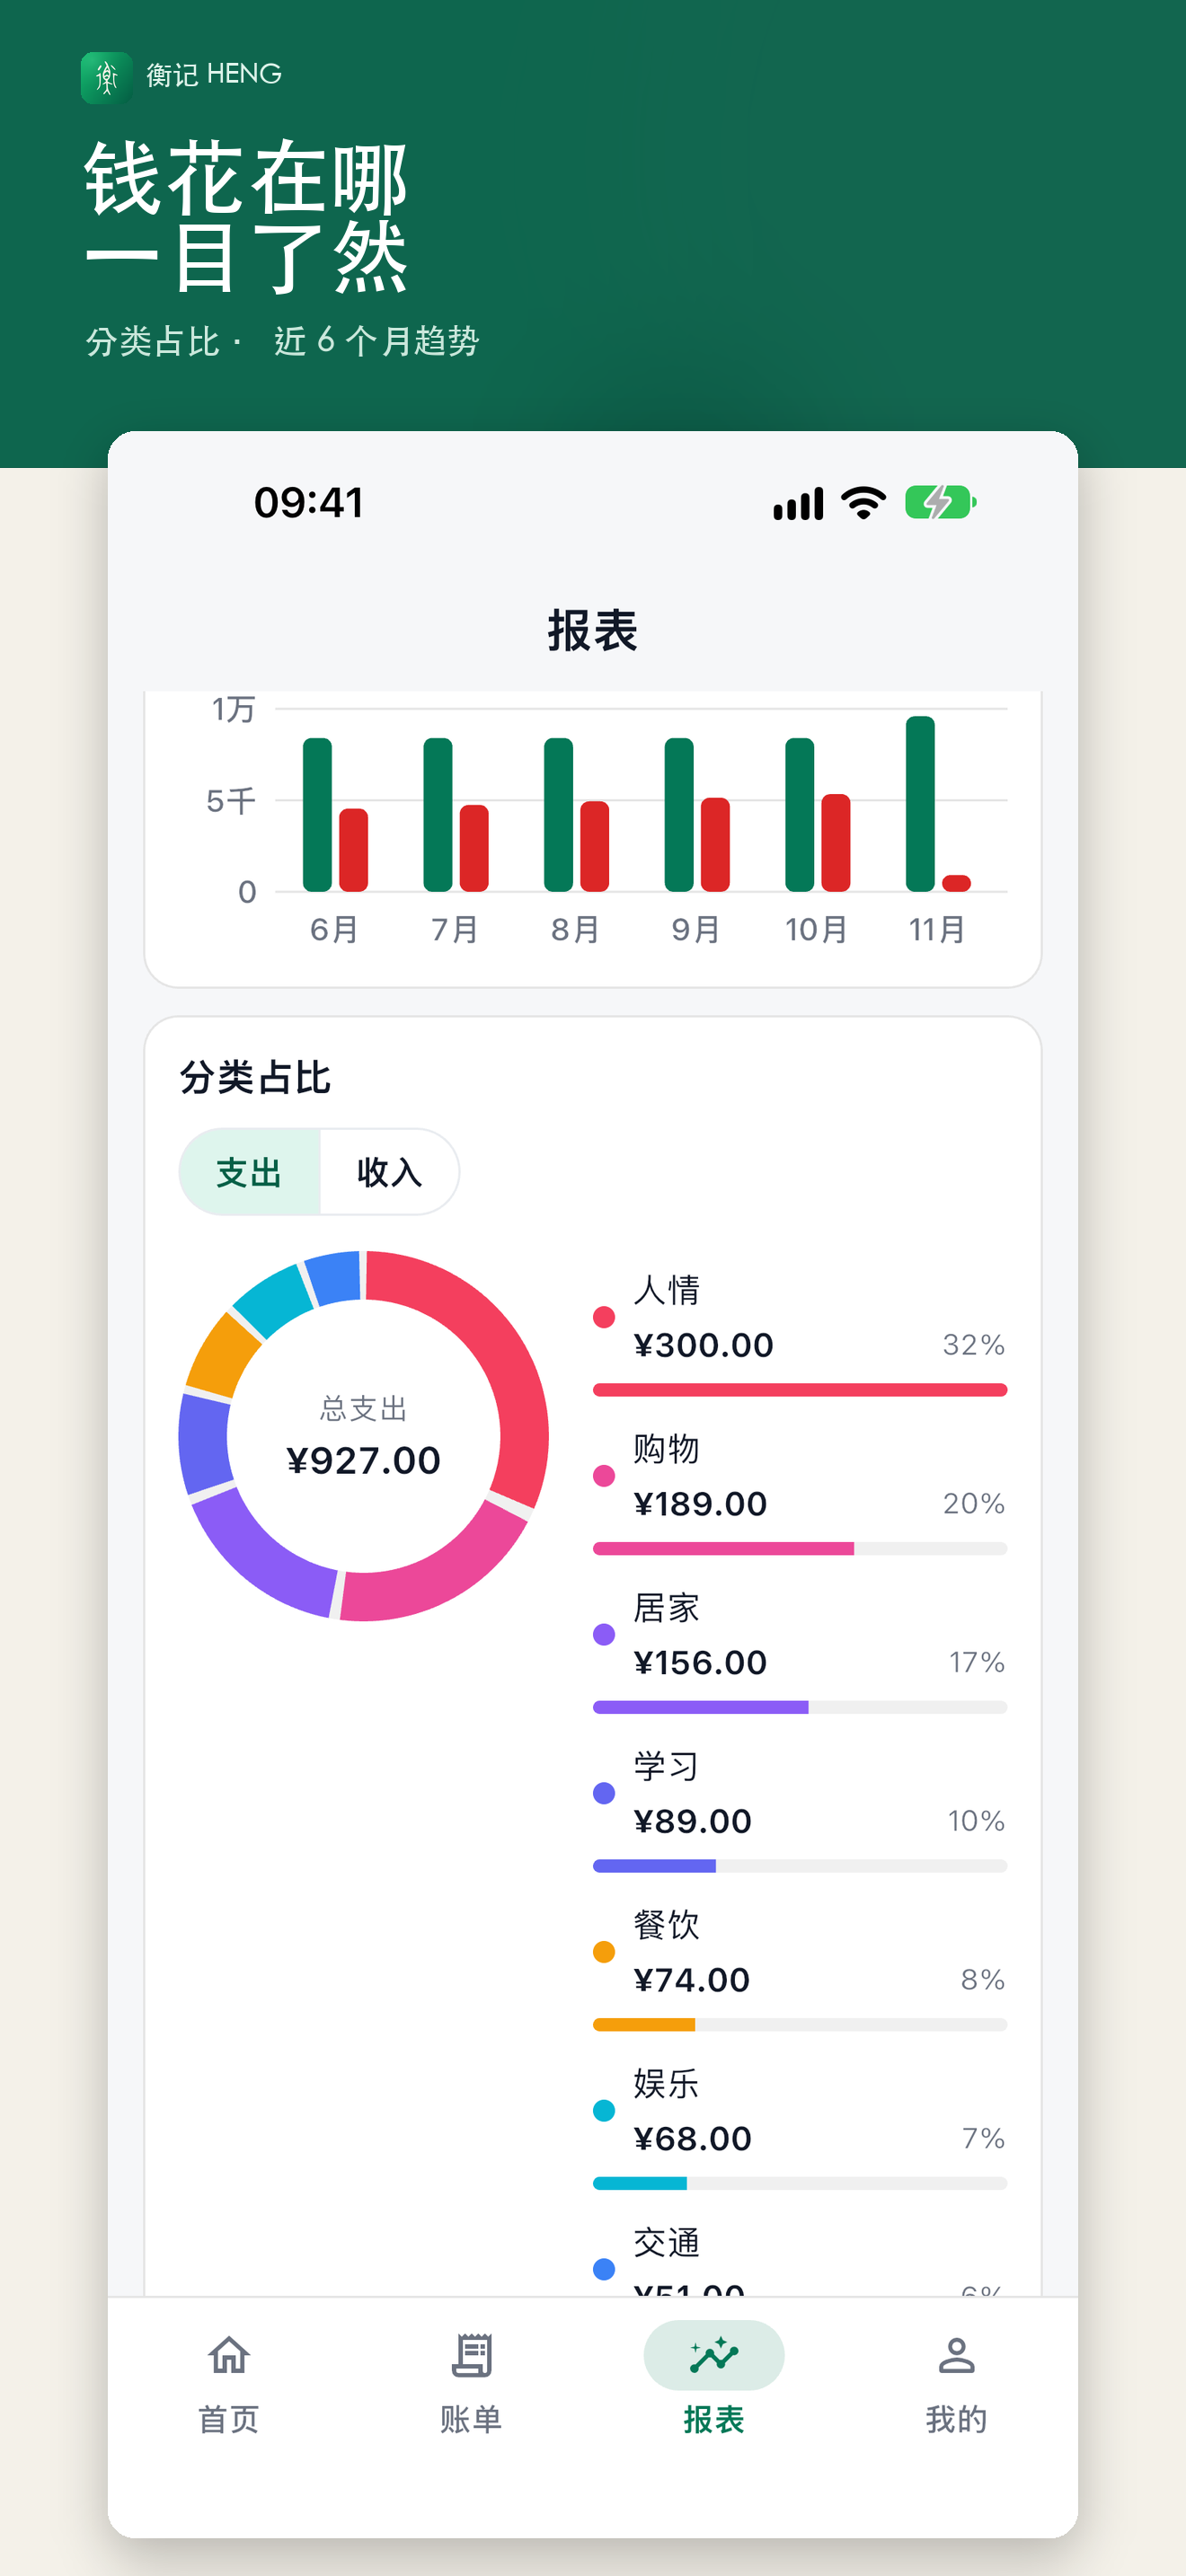 衡
衡记 HENG
钱花在哪
一目了然
分类占比 · 近 6 个月趋势
09:41
报表
1万
5千
0
6月 7月 8月 9月 10月 11月
分类占比
支出 收入
总支出
¥927.00
人情
¥300.00 32%
购物
¥189.00 20%
居家
¥156.00 17%
学习
¥89.00 10%
餐饮
¥74.00 8%
娱乐
¥68.00 7%
交通
¥51.00 6%
首页 账单 报表 我的